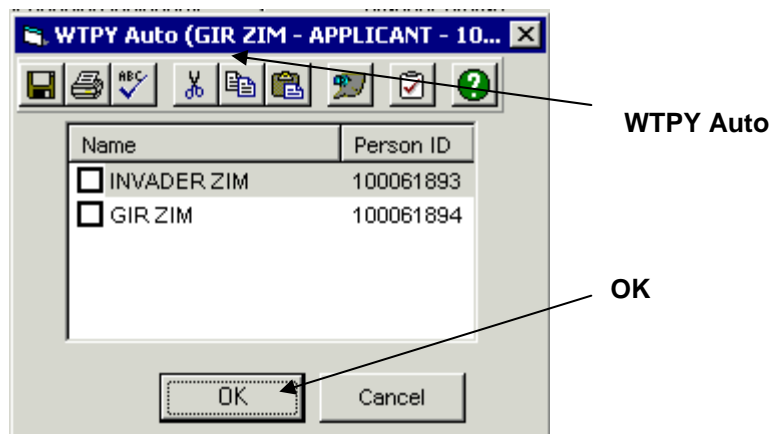 WTPY Auto (GIR ZIM - APPLICANT - 10...
ABC
WTPY Auto
Name Person ID
INVADER ZIM 100061893
GIR ZIM 100061894
OK
OK Cancel